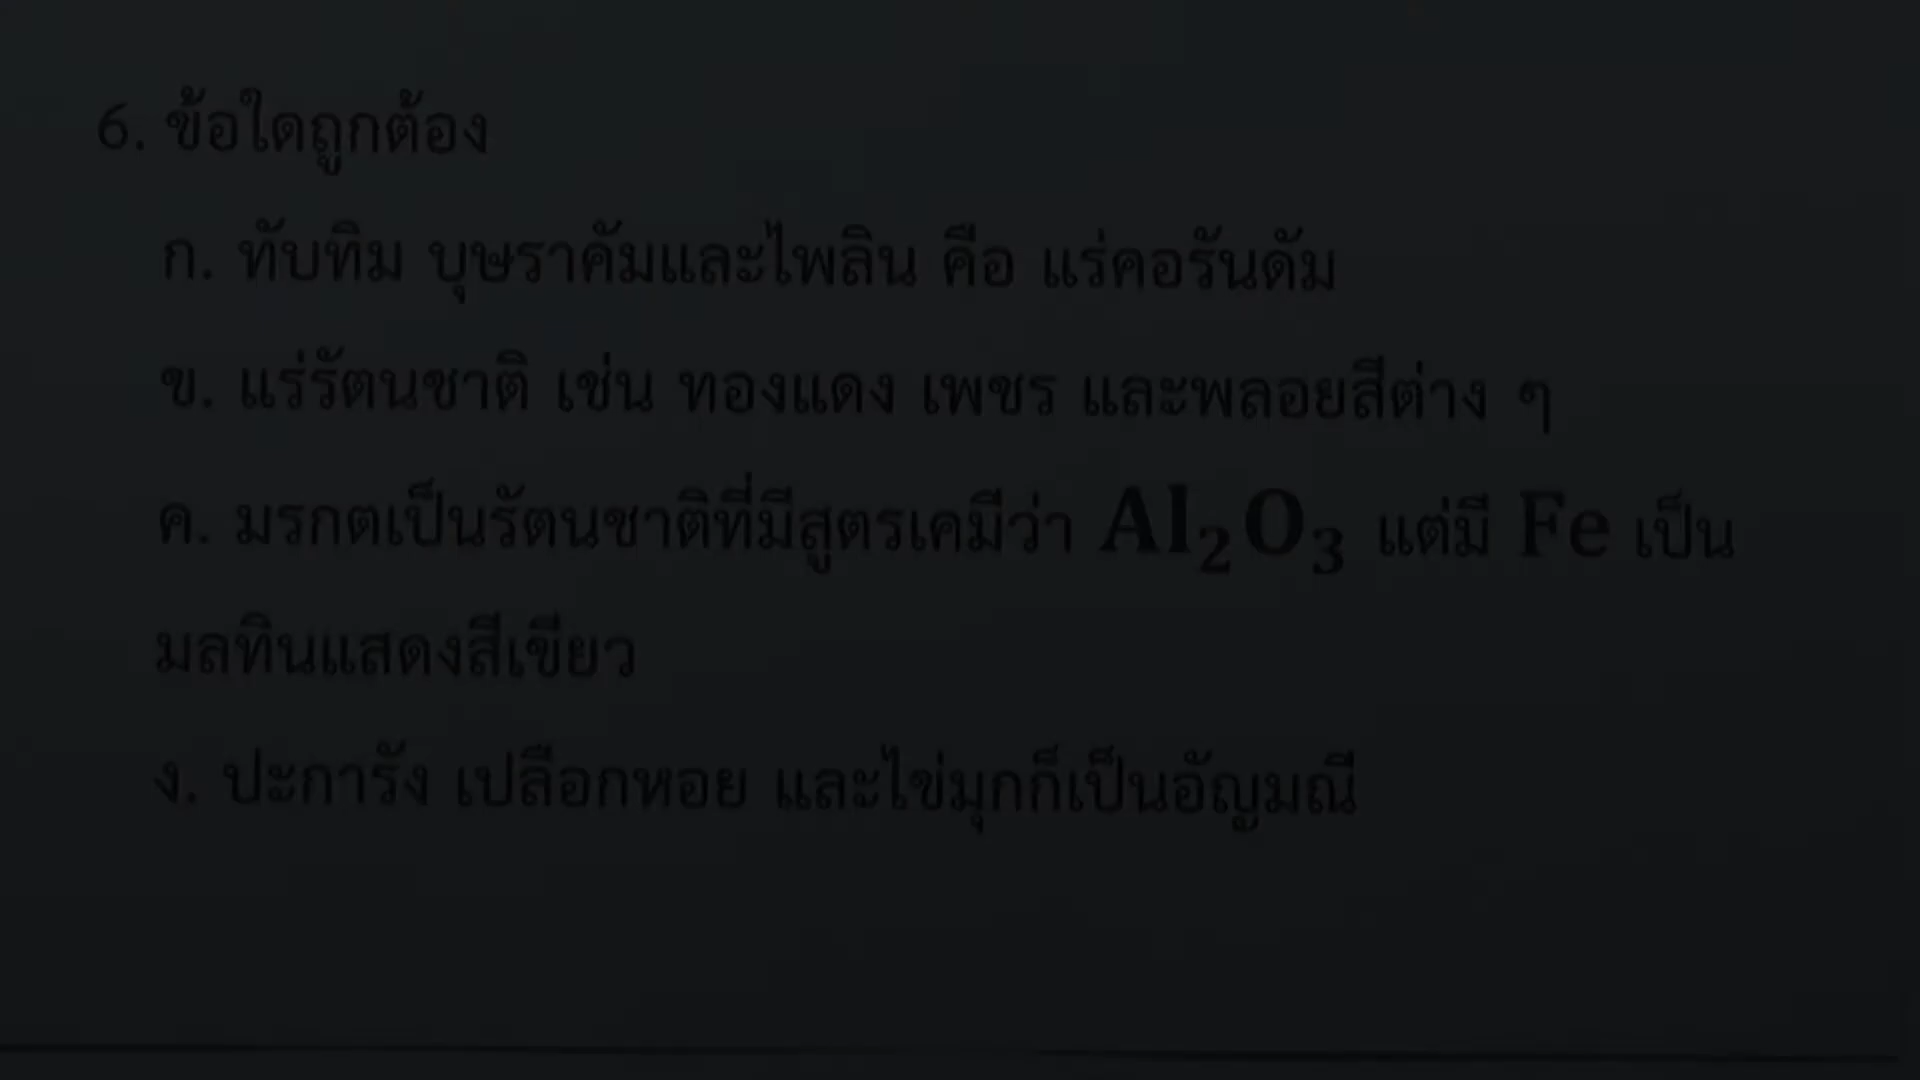 6. ข้อใดถูกต้อง
ก. ทับทิม บุษราคัมและไพลิน คือ แร่คอรันดัม
ข. แร่รัตนชาติ เช่น ทองแดง เพชร และพลอยสีต่าง ๆ
ค. มรกตเป็นรัตนชาติที่มีสูตรเคมีว่า Al₂O₃ แต่มี Fe เป็น
มลทินแสดงสีเขียว
ง. ปะการัง เปลือกหอย และไข่มุกก็เป็นอัญมณี